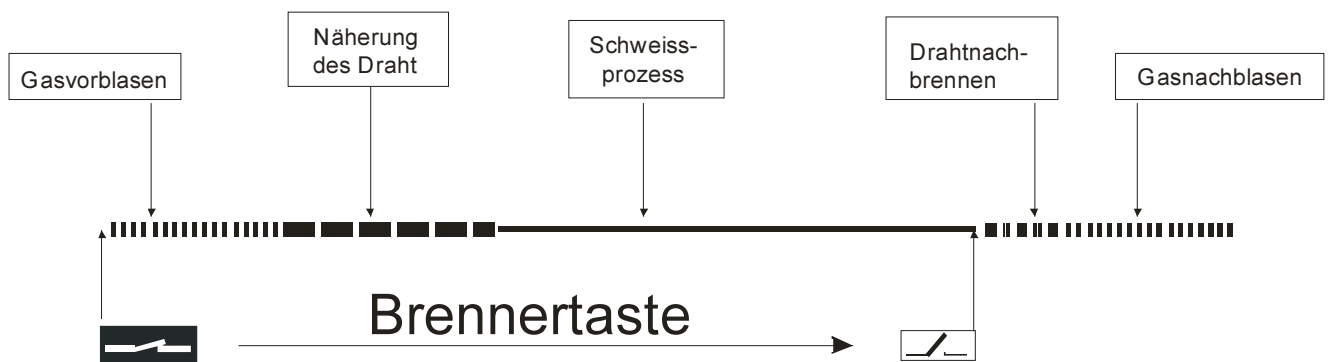 Gasvorblasen
Näherung
des Draht
Schweiss-
prozess
Drahtnach-
brennen
Gasnachblasen
Brennertaste